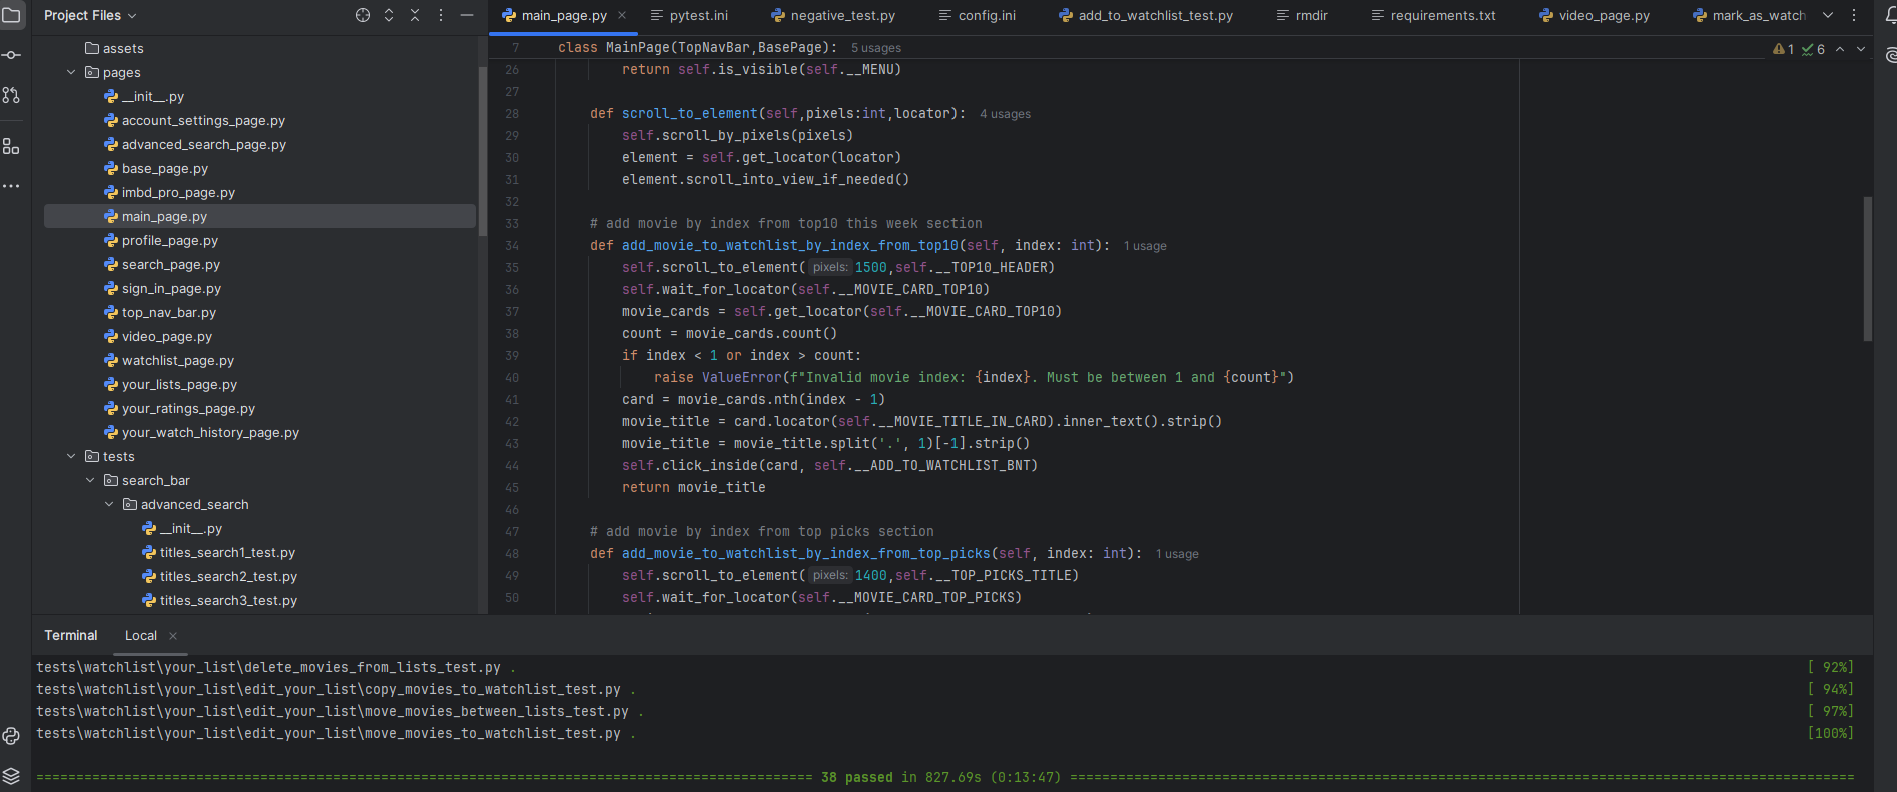 Project Files
main_page.py
pytest.ini
negative_test.py
config.ini
add_to_watchlist_test.py
rmdir
requirements.txt
video_page.py
mark_as_watch
assets
pages
__init__.py
account_settings_page.py
advanced_search_page.py
base_page.py
imbd_pro_page.py
main_page.py
profile_page.py
search_page.py
sign_in_page.py
top_nav_bar.py
video_page.py
watchlist_page.py
your_lists_page.py
your_ratings_page.py
your_watch_history_page.py
tests
search_bar
advanced_search
__init__.py
titles_search1_test.py
titles_search2_test.py
titles_search3_test.py
7 class MainPage(TopNavBar,BasePage): 5 usages
1 6
26 return self.is_visible(self.__MENU)
27
28 def scroll_to_element(self,pixels:int,locator): 4 usages
29 self.scroll_by_pixels(pixels)
30 element = self.get_locator(locator)
31 element.scroll_into_view_if_needed()
32
33 # add movie by index from top10 this week section
34 def add_movie_to_watchlist_by_index_from_top10(self, index: int): 1 usage
35 self.scroll_to_element( pixels: 1500,self.__TOP10_HEADER)
36 self.wait_for_locator(self.__MOVIE_CARD_TOP10)
37 movie_cards = self.get_locator(self.__MOVIE_CARD_TOP10)
38 count = movie_cards.count()
39 if index < 1 or index > count:
40 raise ValueError(f"Invalid movie index: {index}. Must be between 1 and {count}")
41 card = movie_cards.nth(index - 1)
42 movie_title = card.locator(self.__MOVIE_TITLE_IN_CARD).inner_text().strip()
43 movie_title = movie_title.split('.', 1)[-1].strip()
44 self.click_inside(card, self.__ADD_TO_WATCHLIST_BNT)
45 return movie_title
46
47 # add movie by index from top picks section
48 def add_movie_to_watchlist_by_index_from_top_picks(self, index: int): 1 usage
49 self.scroll_to_element( pixels: 1400,self.__TOP_PICKS_TITLE)
50 self.wait_for_locator(self.__MOVIE_CARD_TOP_PICKS)
Terminal Local
tests\watchlist\your_list\delete_movies_from_lists_test.py . [ 92%]
tests\watchlist\your_list\edit_your_list\copy_movies_to_watchlist_test.py . [ 94%]
tests\watchlist\your_list\edit_your_list\move_movies_between_lists_test.py . [ 97%]
tests\watchlist\your_list\edit_your_list\move_movies_to_watchlist_test.py . [100%]
================================================================================================= 38 passed in 827.69s (0:13:47) ==================================================================================================